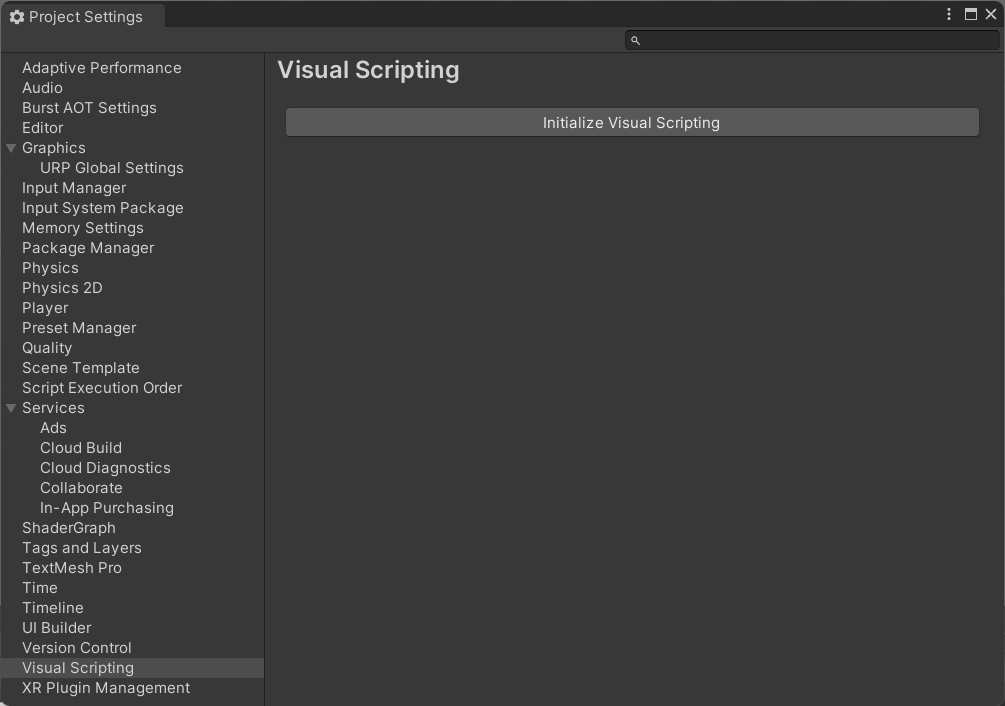 Project Settings
Adaptive Performance
Audio
Burst AOT Settings
Editor
Graphics
URP Global Settings
Input Manager
Input System Package
Memory Settings
Package Manager
Physics
Physics 2D
Player
Preset Manager
Quality
Scene Template
Script Execution Order
Services
Ads
Cloud Build
Cloud Diagnostics
Collaborate
In-App Purchasing
ShaderGraph
Tags and Layers
TextMesh Pro
Time
Timeline
UI Builder
Version Control
Visual Scripting
XR Plugin Management
Visual Scripting
Initialize Visual Scripting